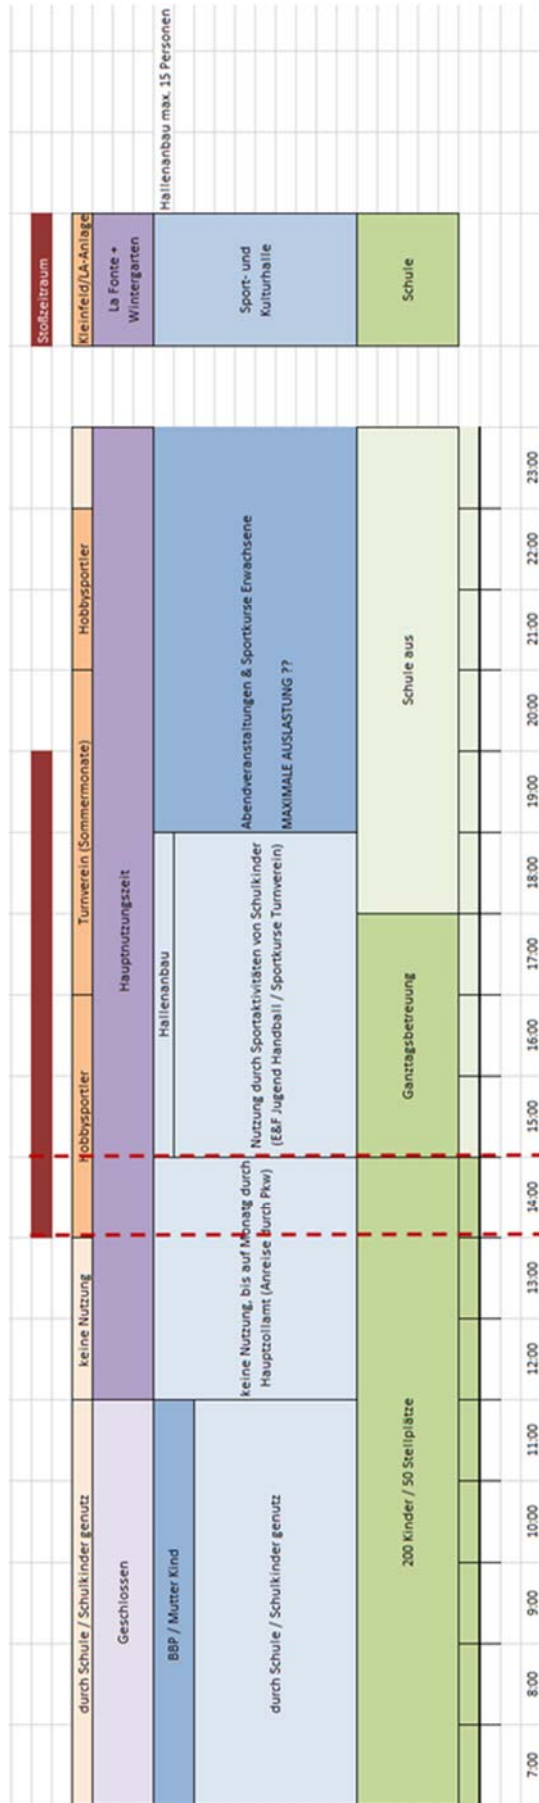 Stoßzeitraum
Kleinfeld/LA-Anlage
La Fonte +
Wintergarten
Sport- und
Kulturhalle
Schule
Hallenanbau max. 15 Personen
durch Schule / Schulkinder genutz
keine Nutzung
Hobbysportler
Turnverein (Sommermonate)
Hobbysportler
Geschlossen
Hauptnutzungszeit
BBP / Mutter Kind
durch Schule / Schulkinder genutz
keine Nutzung, bis auf Monatg durch
Hauptzollamt (Anreise durch Pkw)
Hallenanbau
Nutzung durch Sportaktivitäten von Schulkinder
(E&F Jugend Handball / Sportkurse Turnverein)
Abendveranstaltungen & Sportkurse Erwachsene
MAXIMALE AUSLASTUNG ??
200 Kinder / 50 Stellplätze
Ganztagsbetreuung
Schule aus
7:00 8:00 9:00 10:00 11:00 12:00 13:00 14:00 15:00 16:00 17:00 18:00 19:00 20:00 21:00 22:00 23:00